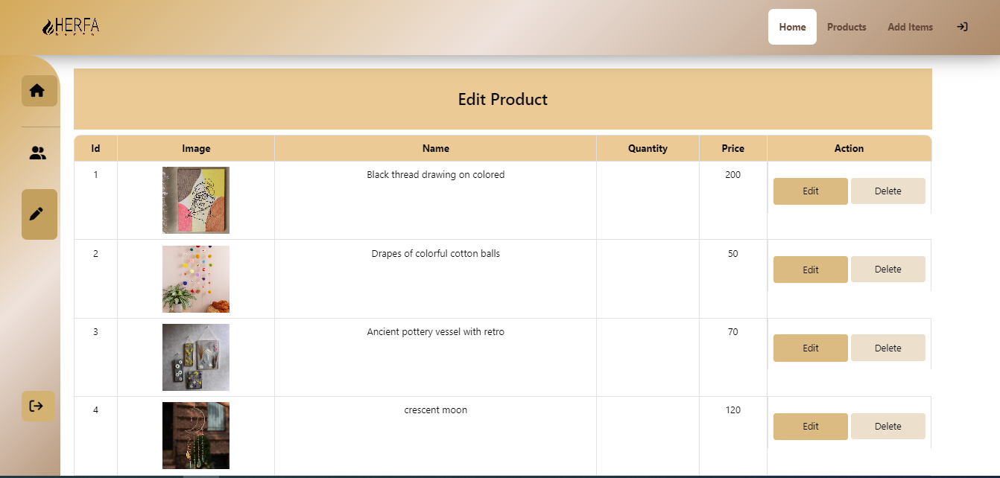 HERFA
Home Products Add Items
Edit Product
Id Image Name Quantity Price Action
1 Black thread drawing on colored 200 Edit Delete
2 Drapes of colorful cotton balls 50 Edit Delete
3 Ancient pottery vessel with retro 70 Edit Delete
4 crescent moon 120 Edit Delete